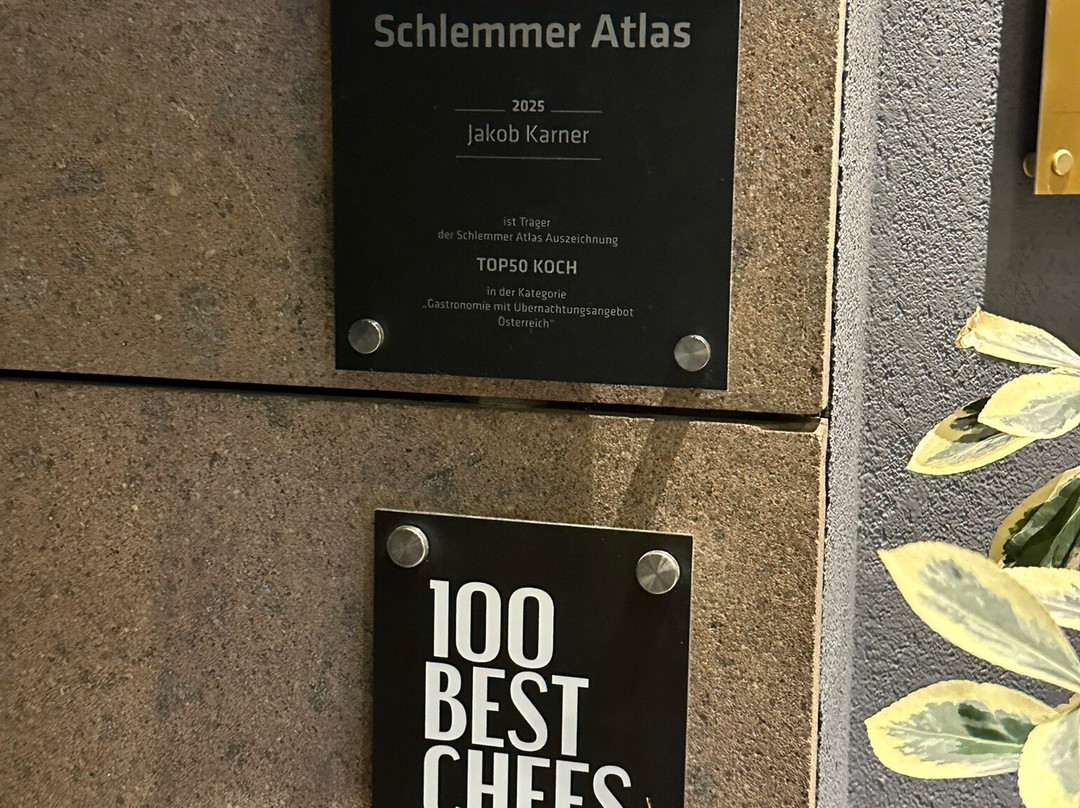 Schlemmer Atlas
2025
Jakob Karner
ist Träger
der Schlemmer Atlas Auszeichnung
TOP50 KOCH
in der Kategorie
„Gastronomie mit Übernachtungsangebot
Österreich"
100
BEST
CHEFS